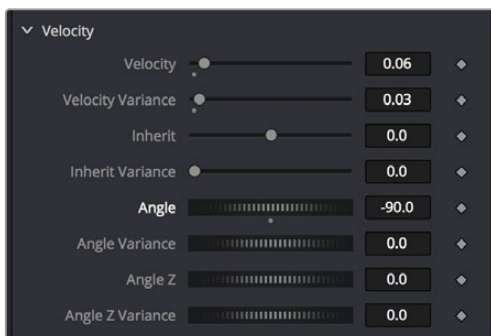 Velocity
Velocity 0.06
Velocity Variance 0.03
Inherit 0.0
Inherit Variance 0.0
Angle -90.0
Angle Variance 0.0
Angle Z 0.0
Angle Z Variance 0.0